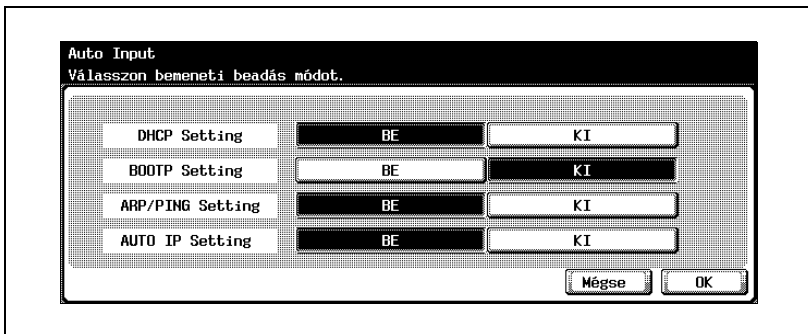 Auto Input
Válasszon bemeneti beadás módot.
DHCP Setting BE KI
BOOTP Setting BE KI
ARP/PING Setting BE KI
AUTO IP Setting BE KI
Mégse OK